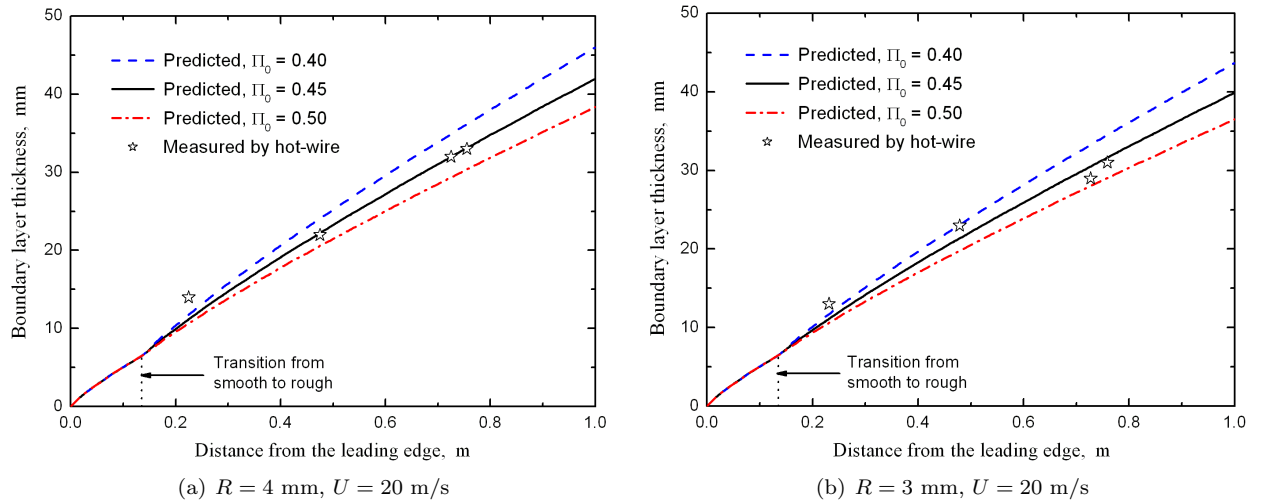 50
40
30
20
10
0
Boundary layer thickness, mm
Predicted, Π₀ = 0.40
Predicted, Π₀ = 0.45
Predicted, Π₀ = 0.50
Measured by hot-wire
Transition from
smooth to rough
0.0 0.2 0.4 0.6 0.8 1.0
Distance from the leading edge, m
(a) R = 4 mm, U = 20 m/s
50
40
30
20
10
0
Boundary layer thickness, mm
Predicted, Π₀ = 0.40
Predicted, Π₀ = 0.45
Predicted, Π₀ = 0.50
Measured by hot-wire
Transition from
smooth to rough
0.0 0.2 0.4 0.6 0.8 1.0
Distance from the leading edge, m
(b) R = 3 mm, U = 20 m/s